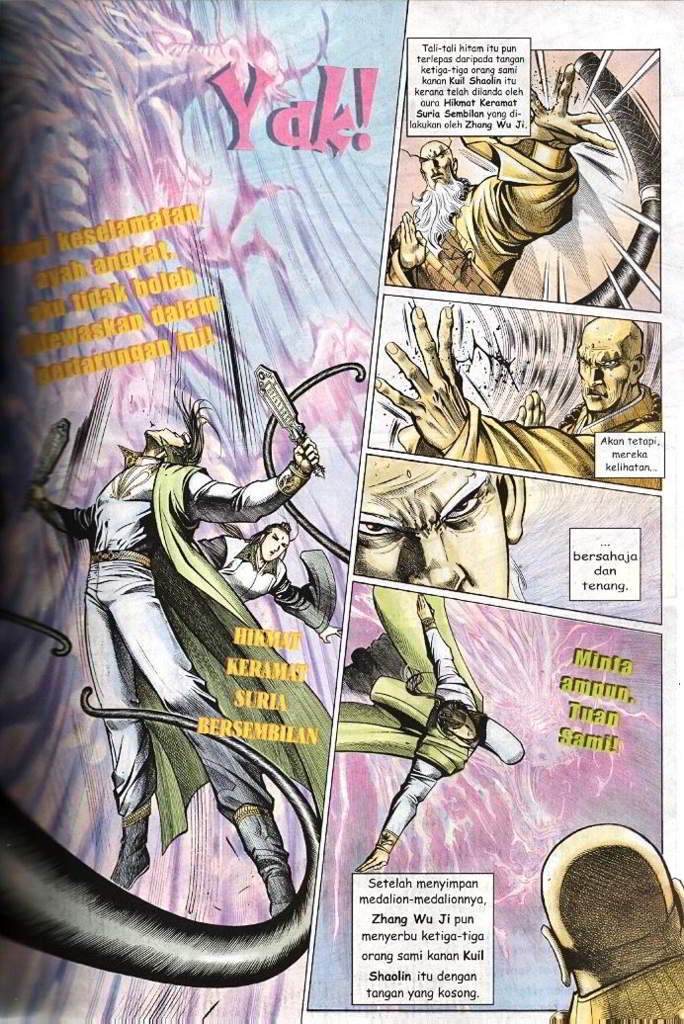 Yak!
keselamatan
ayah angkat,
aku tidak boleh
ditewaskan dalam
pertarungan ini!
HIKMAT
KERAMAT
SURIA
BERSEMBILAN
Tali-tali hitam itu pun
terlepas daripada tangan
ketiga-tiga orang sami
kanan Kuil Shaolin itu
kerana telah dilanda oleh
aura Hikmat Keramat
Suria Sembilan yang di-
lakukan oleh Zhang Wu Ji.
Akan tetapi,
mereka
kelihatan...
...
bersahaja
dan
tenang.
Minta
ampun,
Tuan
Sami!
Setelah menyimpan
medalion-medalionnya,
Zhang Wu Ji pun
menyerbu ketiga-tiga
orang sami kanan Kuil
Shaolin itu dengan
tangan yang kosong.